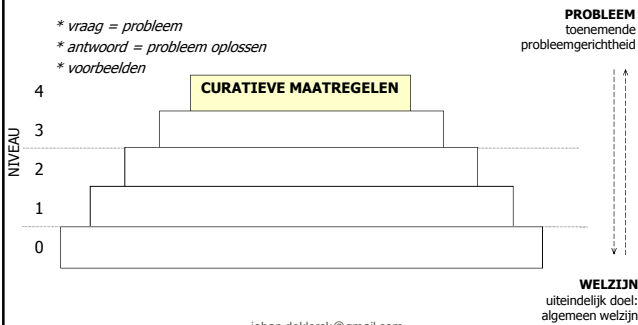 * vraag = probleem
* antwoord = probleem oplossen
* voorbeelden
PROBLEEM
toenemende
probleemgerichtheid
NIVEAU
4
CURATIEVE MAATREGELEN
3
2
1
0
WELZIJN
uiteindelijk doel:
algemeen welzijn